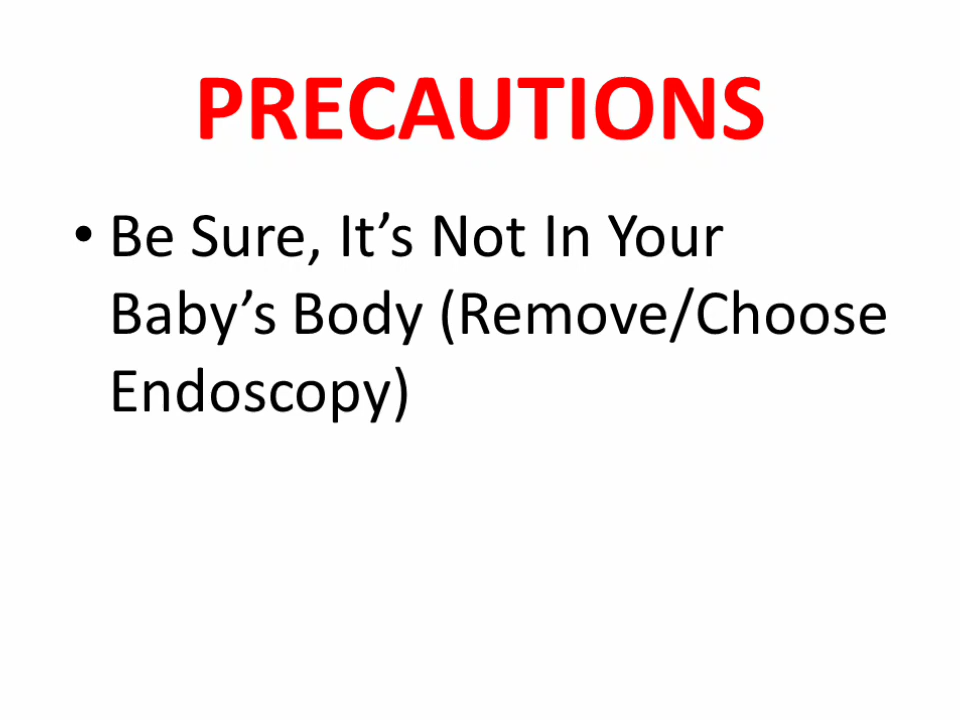 PRECAUTIONS
• Be Sure, It’s Not In Your
Baby’s Body (Remove/Choose
Endoscopy)